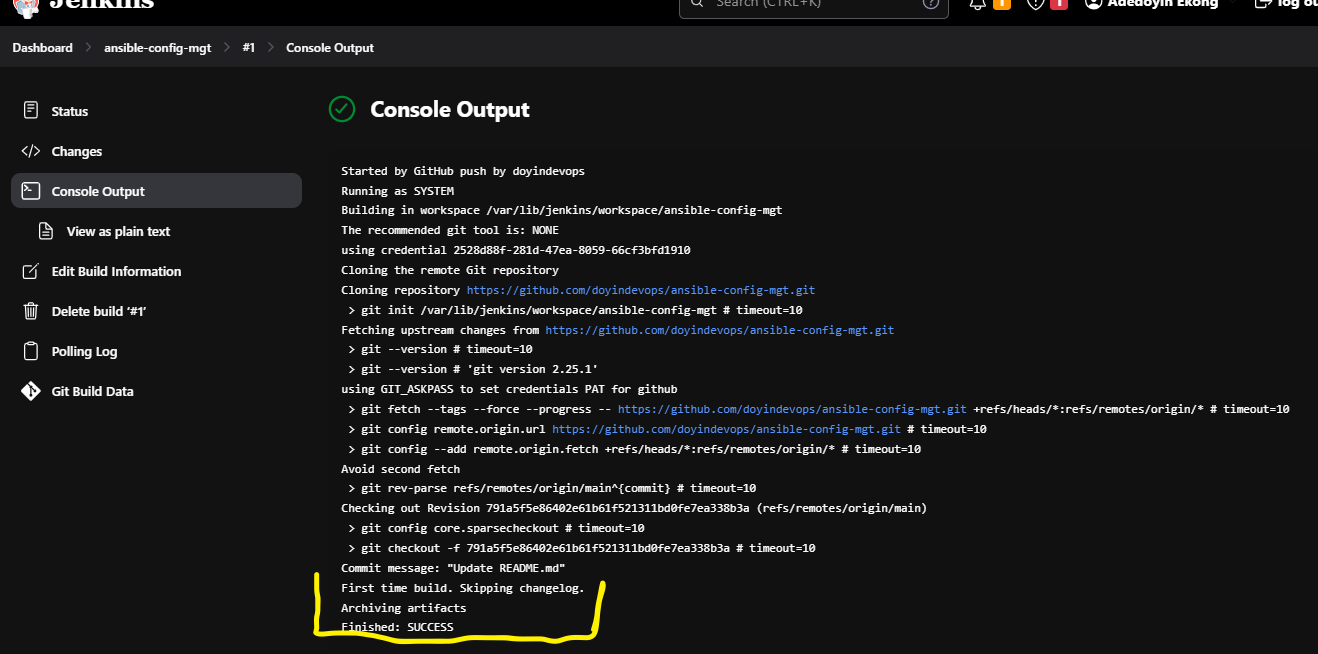 Jenkins
Search (CTRL+K)
?
1
1
Adedoyin Ekong
log ou
Dashboard > ansible-config-mgt > #1 > Console Output
Status
Changes
Console Output
View as plain text
Edit Build Information
Delete build ‘#1’
Polling Log
Git Build Data
Console Output
Started by GitHub push by doyindevops
Running as SYSTEM
Building in workspace /var/lib/jenkins/workspace/ansible-config-mgt
The recommended git tool is: NONE
using credential 2528d88f-281d-47ea-8059-66cf3bfd1910
Cloning the remote Git repository
Cloning repository https://github.com/doyindevops/ansible-config-mgt.git
> git init /var/lib/jenkins/workspace/ansible-config-mgt # timeout=10
Fetching upstream changes from https://github.com/doyindevops/ansible-config-mgt.git
> git --version # timeout=10
> git --version # 'git version 2.25.1'
using GIT_ASKPASS to set credentials PAT for github
> git fetch --tags --force --progress -- https://github.com/doyindevops/ansible-config-mgt.git +refs/heads/*:refs/remotes/origin/* # timeout=10
> git config remote.origin.url https://github.com/doyindevops/ansible-config-mgt.git # timeout=10
> git config --add remote.origin.fetch +refs/heads/*:refs/remotes/origin/* # timeout=10
Avoid second fetch
> git rev-parse refs/remotes/origin/main^{commit} # timeout=10
Checking out Revision 791a5f5e86402e61b61f521311bd0fe7ea338b3a (refs/remotes/origin/main)
> git config core.sparsecheckout # timeout=10
> git checkout -f 791a5f5e86402e61b61f521311bd0fe7ea338b3a # timeout=10
Commit message: "Update README.md"
First time build. Skipping changelog.
Archiving artifacts
Finished: SUCCESS